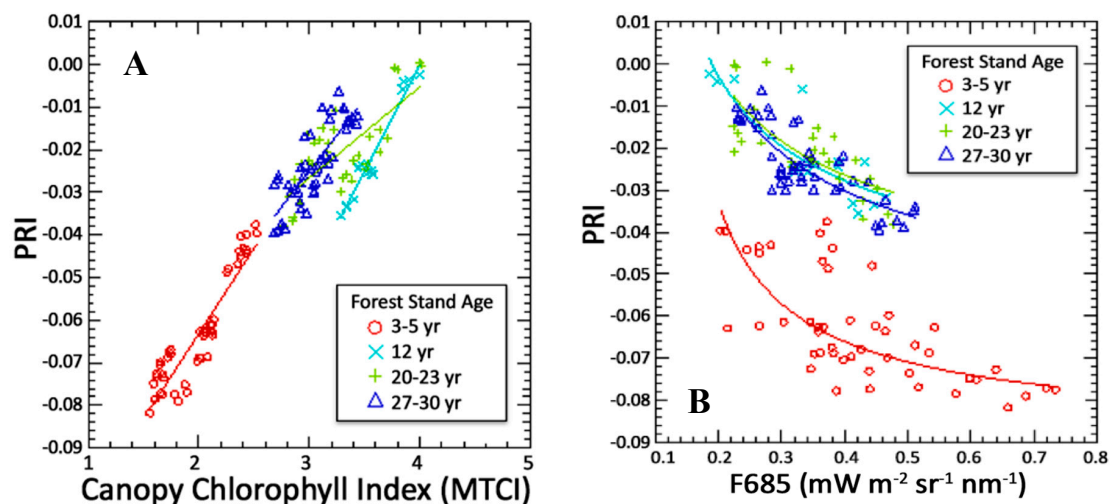 A
PRI
0.01
0.00
-0.01
-0.02
-0.03
-0.04
-0.05
-0.06
-0.07
-0.08
-0.09
1 2 3 4 5
Canopy Chlorophyll Index (MTCI)
Forest Stand Age
3-5 yr
12 yr
20-23 yr
27-30 yr
B
PRI
0.01
0.00
-0.01
-0.02
-0.03
-0.04
-0.05
-0.06
-0.07
-0.08
-0.09
0.1 0.2 0.3 0.4 0.5 0.6 0.7 0.8
F685 (mW m⁻² sr⁻¹ nm⁻¹)
Forest Stand Age
3-5 yr
12 yr
20-23 yr
27-30 yr